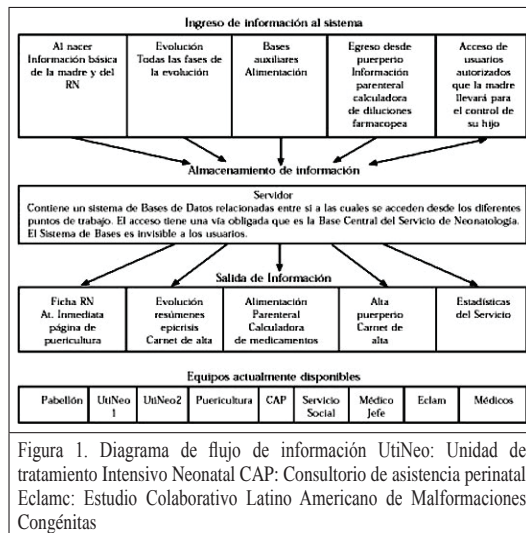 Ingreso de información al sistema
Al nacer
Información básica
de la madre y del
RN
Evolución
Todas las fases de
la evolución
Bases
auxiliares
Alimentación
Egreso desde
puerperio
Información
parenteral
calculadora
de diluciones
farmacopea
Acceso de
usuarios
autorizados
que la madre
llevará para
el control de
su hijo
Almacenamiento de información
Servidor
Contiene un sistema de Bases de Datos relacionadas entre si a las cuales se acceden desde los diferentes
puntos de trabajo. El acceso tiene una vía obligada que es la Base Central del Servicio de Neonatología.
El Sistema de Bases es invisible a los usuarios.
Salida de Información
Ficha RN
At. Inmediata
página de
puericultura
Evolución
resúmenes
epicrisis
Carnet de alta
Alimentación
Parenteral
Calculadora
de medicamentos
Alta
puerperio
Carnet de
alta
Estadísticas
del Servicio
Equipos actualmente disponibles
Pabellón
UtiNeo
1
UtiNeo2
Puericultura
CAP
Servicio
Social
Médico
Jefe
Eclam
Médicos
Figura 1. Diagrama de flujo de información UtiNeo: Unidad de
tratamiento Intensivo Neonatal CAP: Consultorio de asistencia perinatal
Eclamc: Estudio Colaborativo Latino Americano de Malformaciones
Congénitas